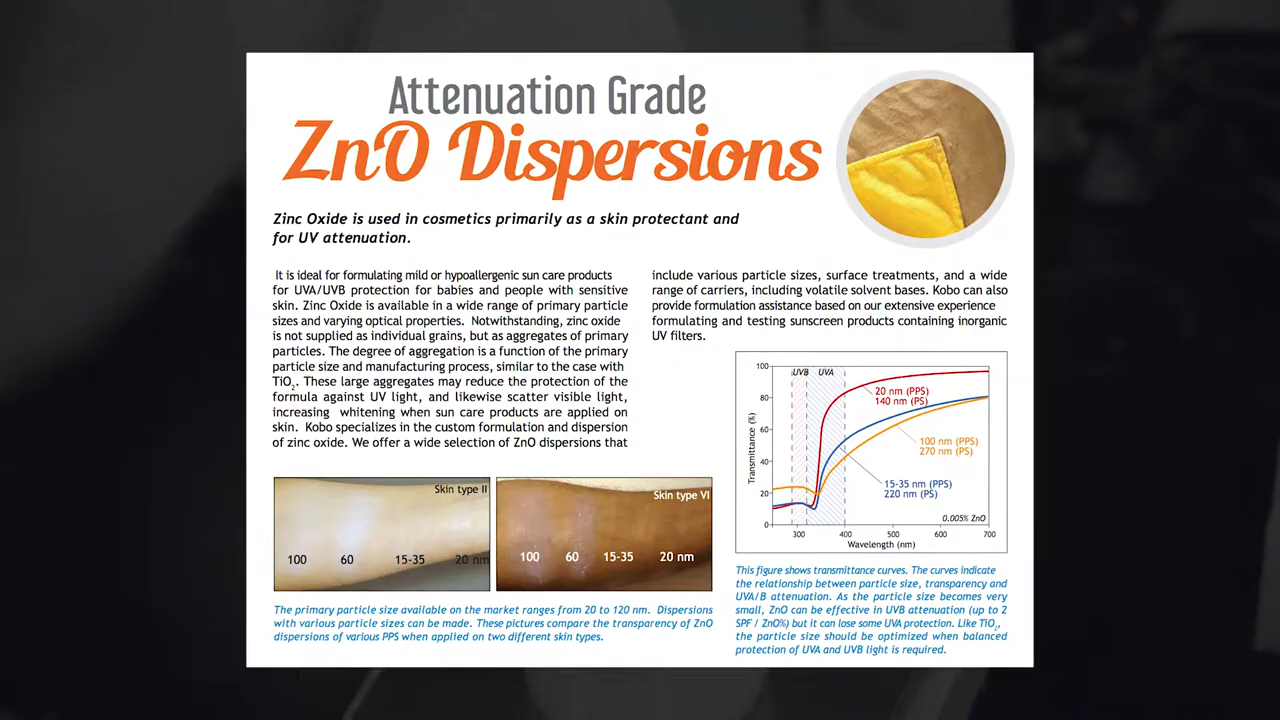 Attenuation Grade
ZnO Dispersions
Zinc Oxide is used in cosmetics primarily as a skin protectant and
for UV attenuation.
It is ideal for formulating mild or hypoallergenic sun care products
for UVA/UVB protection for babies and people with sensitive
skin. Zinc Oxide is available in a wide range of primary particle
sizes and varying optical properties. Notwithstanding, zinc oxide
is not supplied as individual grains, but as aggregates of primary
particles. The degree of aggregation is a function of the primary
particle size and manufacturing process, similar to the case with
TiO₂. These large aggregates may reduce the protection of the
formula against UV light, and likewise scatter visible light,
increasing whitening when sun care products are applied on
skin. Kobo specializes in the custom formulation and dispersion
of zinc oxide. We offer a wide selection of ZnO dispersions that
include various particle sizes, surface treatments, and a wide
range of carriers, including volatile solvent bases. Kobo can also
provide formulation assistance based on our extensive experience
formulating and testing sunscreen products containing inorganic
UV filters.
Skin type II
100 60 15-35 20 nm
Skin type VI
100 60 15-35 20 nm
The primary particle size available on the market ranges from 20 to 120 nm. Dispersions
with various particle sizes can be made. These pictures compare the transparency of ZnO
dispersions of various PPS when applied on two different skin types.
Transmittance (%)
100
80
60
40
20
0
UVB UVA
20 nm (PPS)
140 nm (PS)
100 nm (PPS)
270 nm (PS)
15-35 nm (PPS)
220 nm (PS)
0.005% ZnO
300 400 500 600 700
Wavelength (nm)
This figure shows transmittance curves. The curves indicate
the relationship between particle size, transparency and
UVA/B attenuation. As the particle size becomes very
small, ZnO can be effective in UVB attenuation (up to 2
SPF / ZnO%) but it can lose some UVA protection. Like TiO₂,
the particle size should be optimized when balanced
protection of UVA and UVB light is required.